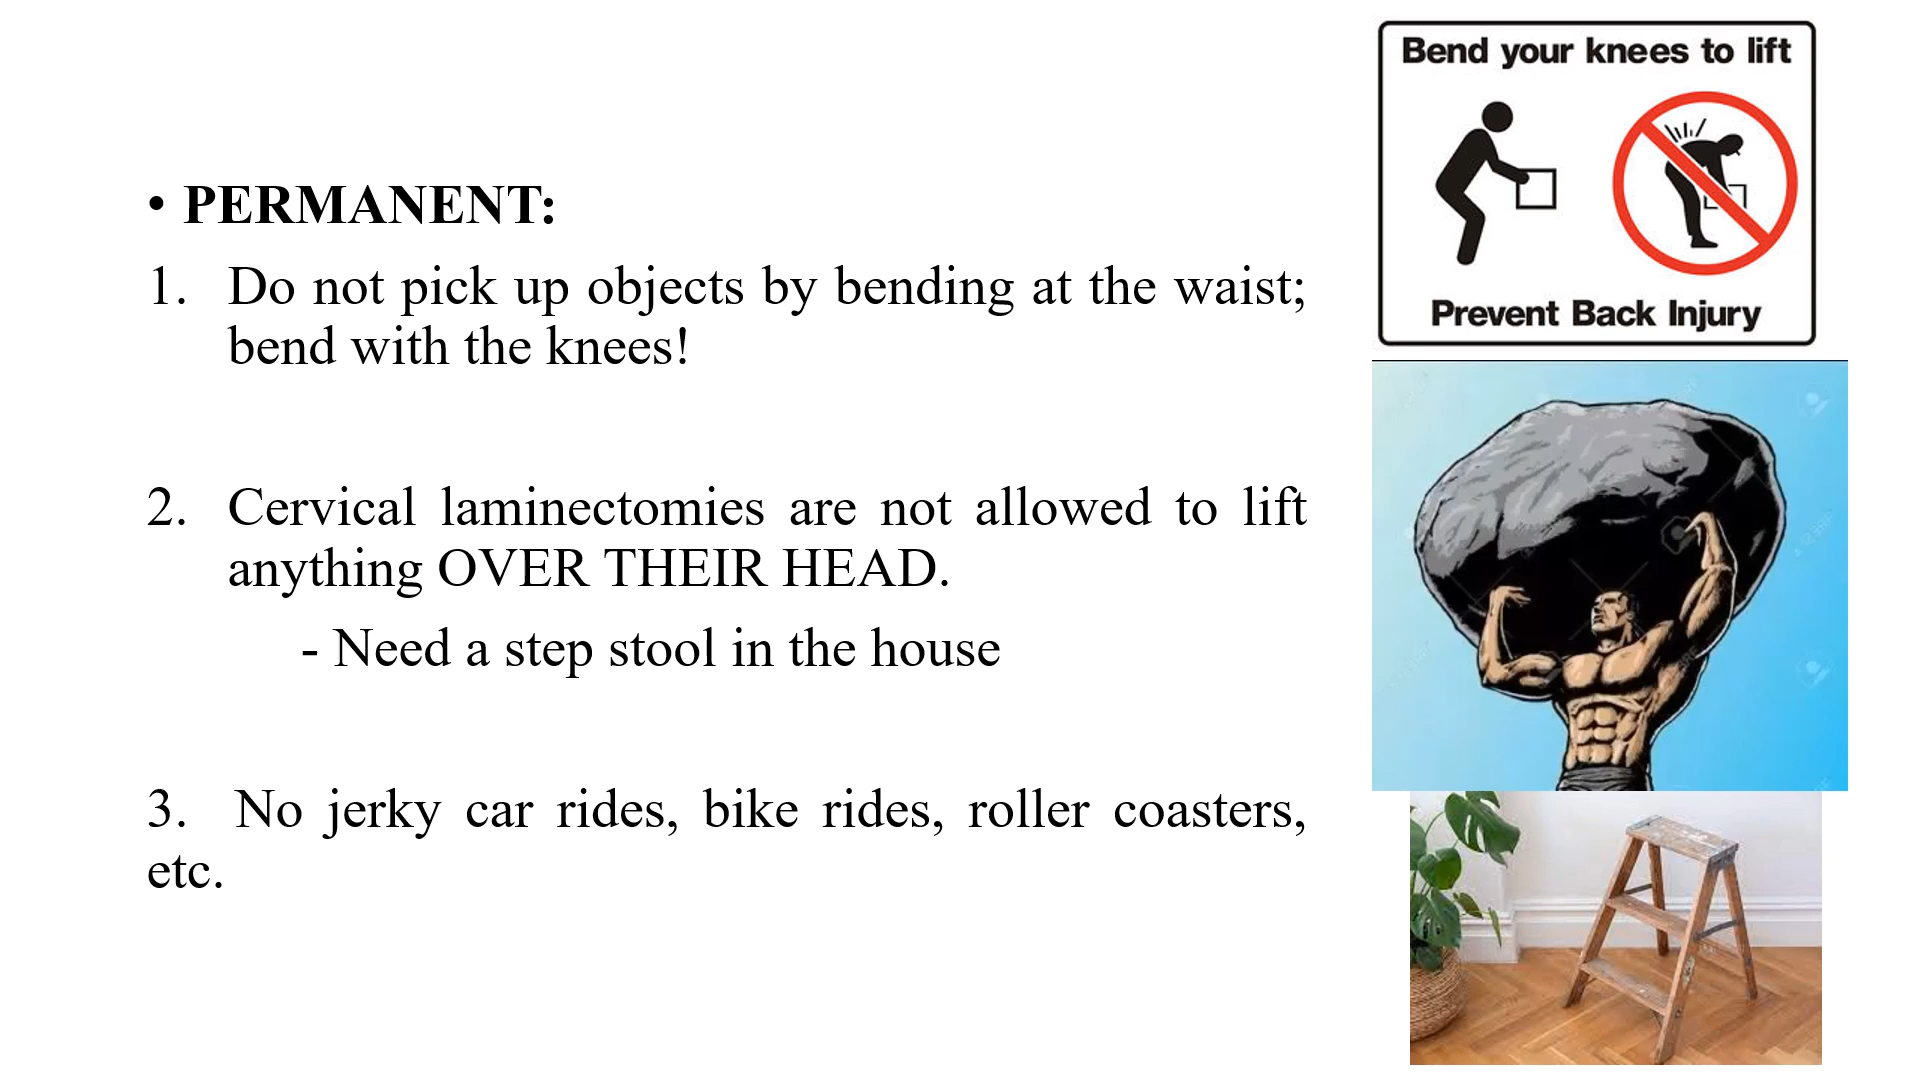 • PERMANENT:
1. Do not pick up objects by bending at the waist;
bend with the knees!
2. Cervical laminectomies are not allowed to lift
anything OVER THEIR HEAD.
- Need a step stool in the house
3. No jerky car rides, bike rides, roller coasters,
etc.
Bend your knees to lift
Prevent Back Injury